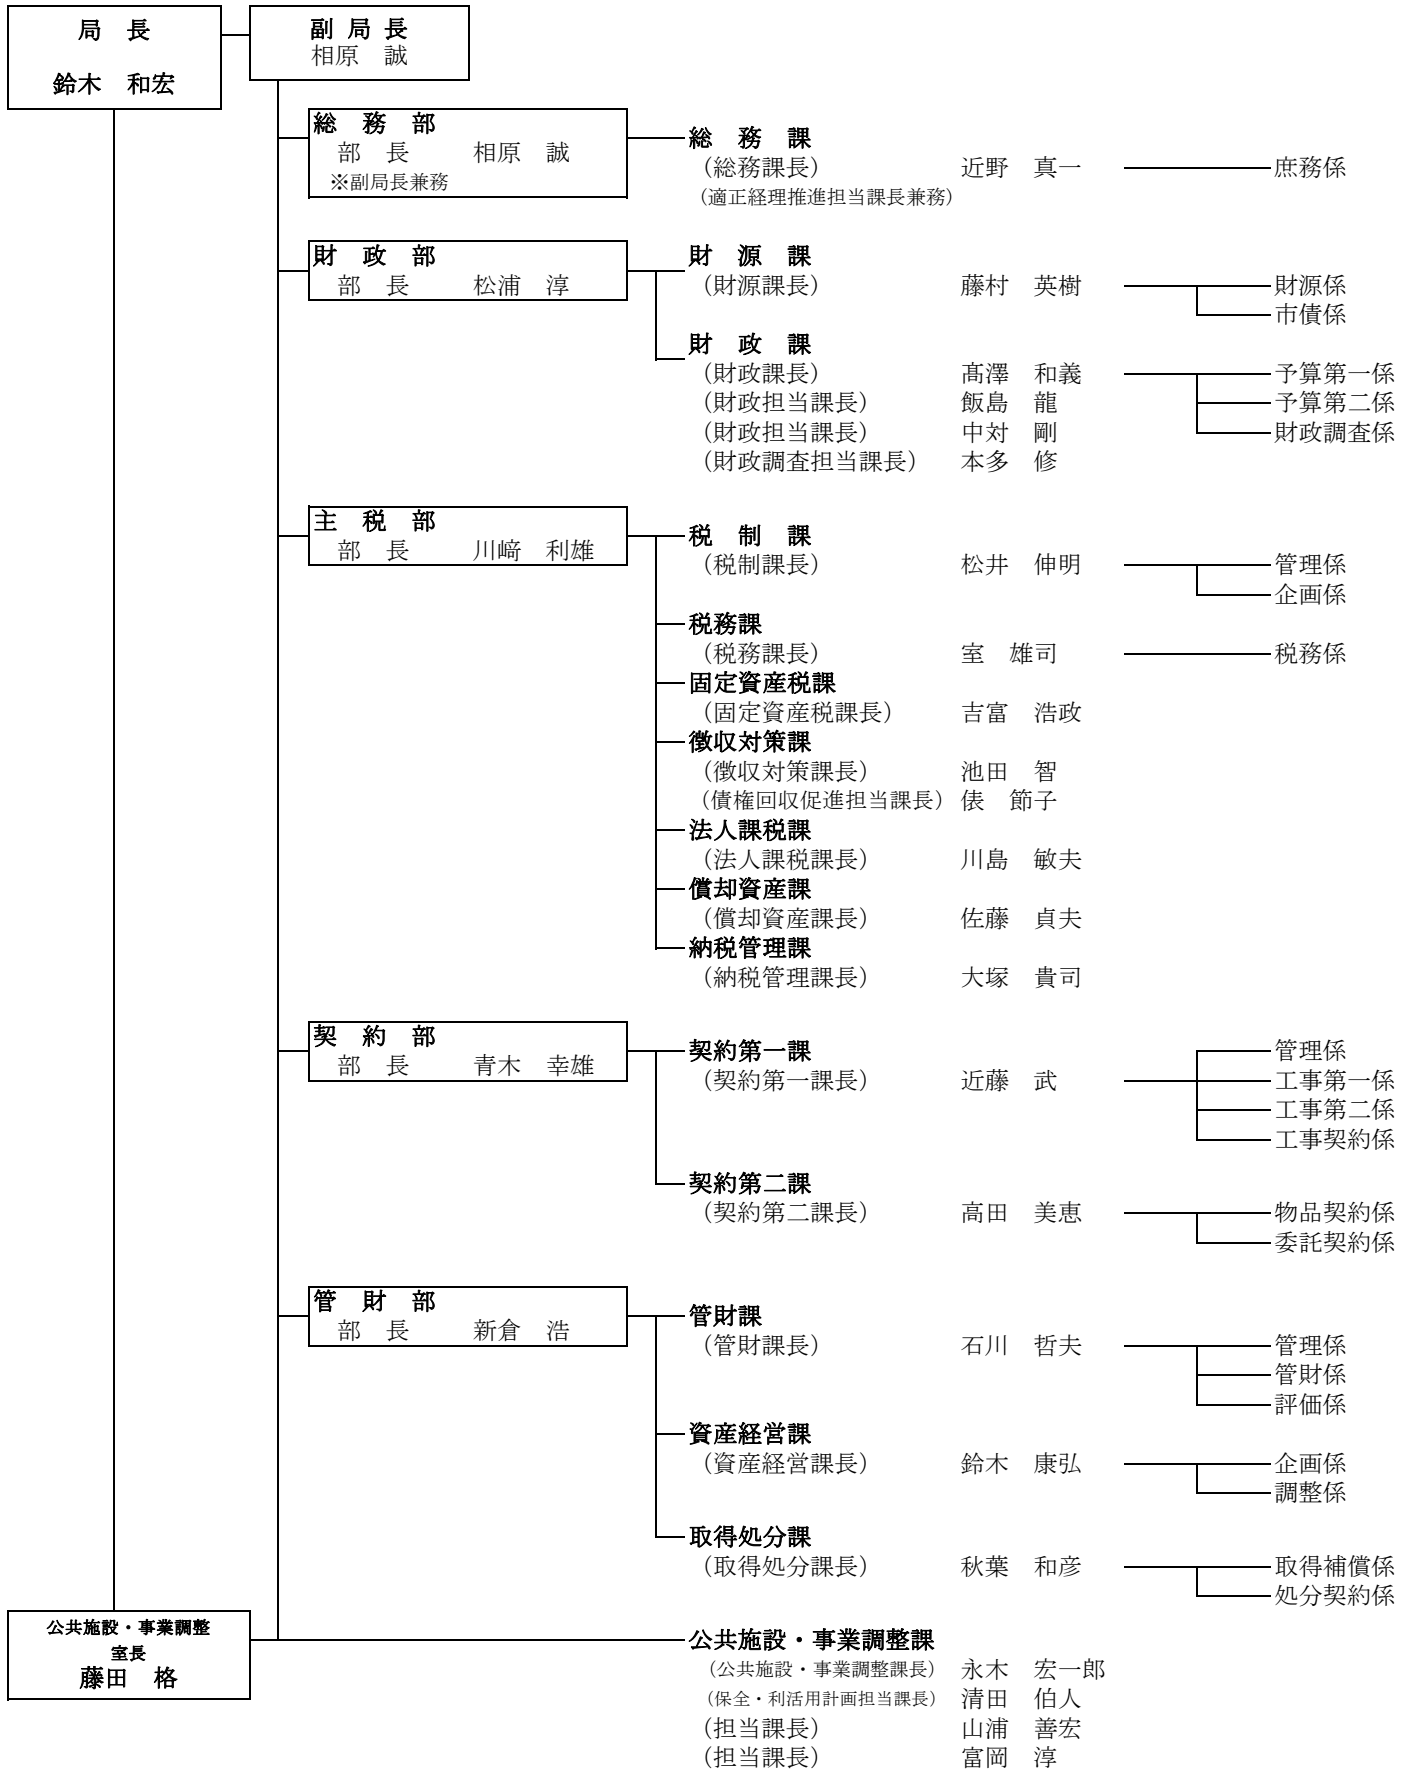 局　長
鈴木　和宏
副 局 長
相原　誠
総　務　部
部　長　　相原　誠
※副局長兼務
総　務　課
（総務課長）　近野　真一　庶務係
（適正経理推進担当課長兼務）
財　政　部
部　長　　松浦　淳
財　源　課
（財源課長）　藤村　英樹　財源係
市債係
財　政　課
（財政課長）　髙澤　和義　予算第一係
（財政担当課長）　飯島　龍　予算第二係
（財政担当課長）　中対　剛　財政調査係
（財政調査担当課長）　本多　修
主　税　部
部　長　　川﨑　利雄
税　制　課
（税制課長）　松井　伸明　管理係
企画係
税務課
（税務課長）　室　雄司　税務係
固定資産税課
（固定資産税課長）　吉富　浩政
徴収対策課
（徴収対策課長）　池田　智
（債権回収促進担当課長）　俵　節子
法人課税課
（法人課税課長）　川島　敏夫
償却資産課
（償却資産課長）　佐藤　貞夫
納税管理課
（納税管理課長）　大塚　貴司
契　約　部
部　長　　青木　幸雄
契約第一課　管理係
（契約第一課長）　近藤　武　工事第一係
工事第二係
工事契約係
契約第二課
（契約第二課長）　高田　美恵　物品契約係
委託契約係
管　財　部
部　長　　新倉　浩
管財課
（管財課長）　石川　哲夫　管理係
管財係
評価係
資産経営課
（資産経営課長）　鈴木　康弘　企画係
調整係
取得処分課
（取得処分課長）　秋葉　和彦　取得補償係
処分契約係
公共施設・事業調整
室長
藤田　格
公共施設・事業調整課
（公共施設・事業調整課長）　永木　宏一郎
（保全・利活用計画担当課長）　清田　伯人
（担当課長）　山浦　善宏
（担当課長）　富岡　淳